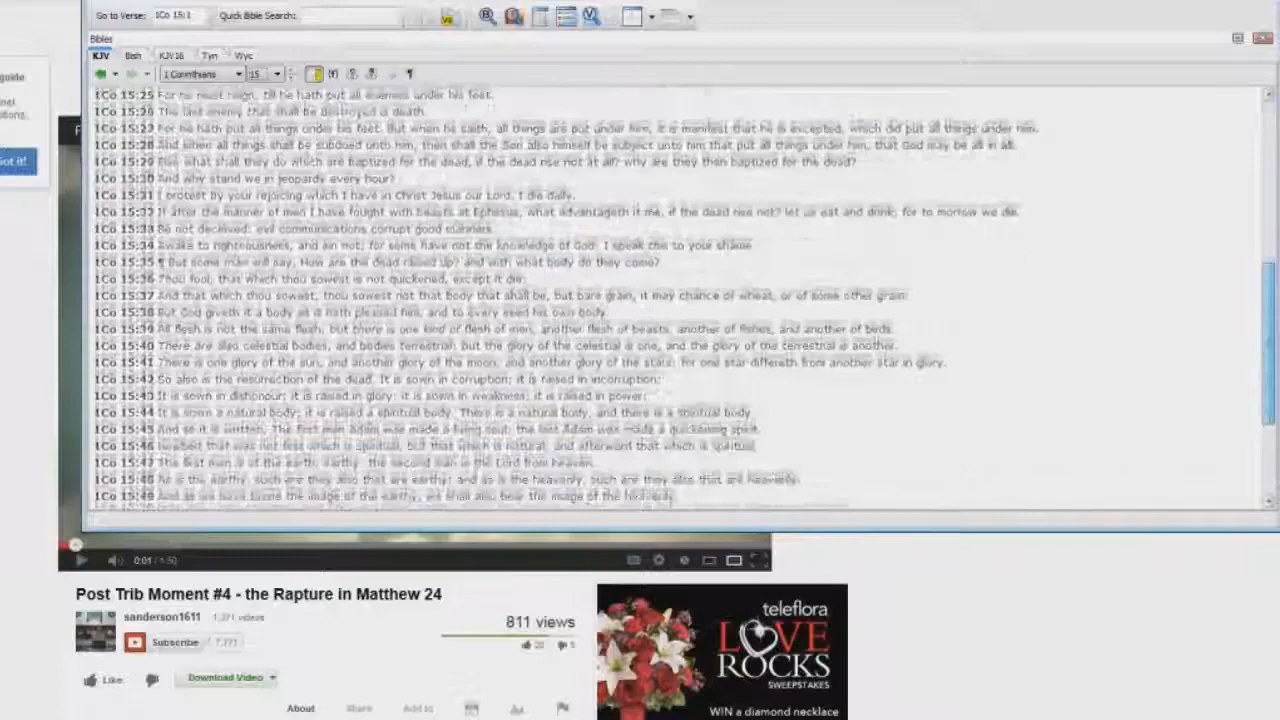 Go to Verse: 1Co 15:1 Quick Bible Search:
Bibles
KJV Bish KJV16 Tyn Wyc
1 Corinthians 15
1Co 15:25 For he must reign, till he hath put all enemies under his feet.
1Co 15:26 The last enemy that shall be destroyed is death.
1Co 15:27 For he hath put all things under his feet. But when he saith, all things are put under him, it is manifest that he is excepted, which did put all things under him.
1Co 15:28 And when all things shall be subdued unto him, then shall the Son also himself be subject unto him that put all things under him, that God may be all in all.
1Co 15:29 Else what shall they do which are baptized for the dead, if the dead rise not at all? why are they then baptized for the dead?
1Co 15:30 And why stand we in jeopardy every hour?
1Co 15:31 I protest by your rejoicing which I have in Christ Jesus our Lord, I die daily.
1Co 15:32 If after the manner of men I have fought with beasts at Ephesus, what advantageth it me, if the dead rise not? let us eat and drink; for to morrow we die.
1Co 15:33 Be not deceived: evil communications corrupt good manners.
1Co 15:34 Awake to righteousness, and sin not; for some have not the knowledge of God: I speak this to your shame.
1Co 15:35 ¶ But some man will say, How are the dead raised up? and with what body do they come?
1Co 15:36 Thou fool, that which thou sowest is not quickened, except it die:
1Co 15:37 And that which thou sowest, thou sowest not that body that shall be, but bare grain, it may chance of wheat, or of some other grain:
1Co 15:38 But God giveth it a body as it hath pleased him, and to every seed his own body.
1Co 15:39 All flesh is not the same flesh: but there is one kind of flesh of men, another flesh of beasts, another of fishes, and another of birds.
1Co 15:40 There are also celestial bodies, and bodies terrestrial: but the glory of the celestial is one, and the glory of the terrestrial is another.
1Co 15:41 There is one glory of the sun, and another glory of the moon, and another glory of the stars: for one star differeth from another star in glory.
1Co 15:42 So also is the resurrection of the dead. It is sown in corruption; it is raised in incorruption:
1Co 15:43 It is sown in dishonour; it is raised in glory: it is sown in weakness; it is raised in power:
1Co 15:44 It is sown a natural body; it is raised a spiritual body. There is a natural body, and there is a spiritual body.
1Co 15:45 And so it is written, The first man Adam was made a living soul; the last Adam was made a quickening spirit.
1Co 15:46 Howbeit that was not first which is spiritual, but that which is natural; and afterward that which is spiritual.
1Co 15:47 The first man is of the earth, earthy: the second man is the Lord from heaven.
1Co 15:48 As is the earthy, such are they also that are earthy: and as is the heavenly, such are they also that are heavenly.
1Co 15:49 And as we have borne the image of the earthy, we shall also bear the image of the heavenly.
guide
Got it!
0:01
Post Trib Moment #4 - the Rapture in Matthew 24
sanderson1611 videos
Subscribe
811 views
Like
Download Video
About Share Add to
teleflora
LOVE
ROCKS
SWEEPSTAKES
WIN a diamond necklace